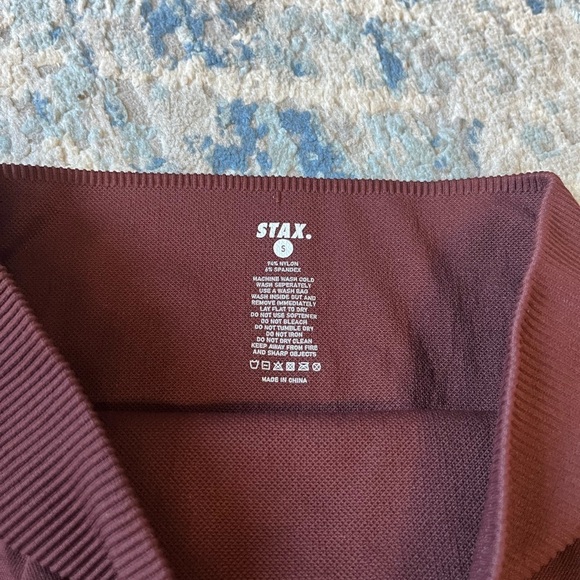 STAX.
S
94% NYLON
6% SPANDEX
MACHINE WASH COLD
WASH SEPERATELY
USE A WASH BAG
WASH INSIDE OUT AND
REMOVE IMMEDIATELY
LAY FLAT TO DRY
DO NOT USE SOFTENER
DO NOT BLEACH
DO NOT TUMBLE DRY
DO NOT IRON
DO NOT DRY CLEAN
KEEP AWAY FROM FIRE
AND SHARP OBJECTS
MADE IN CHINA